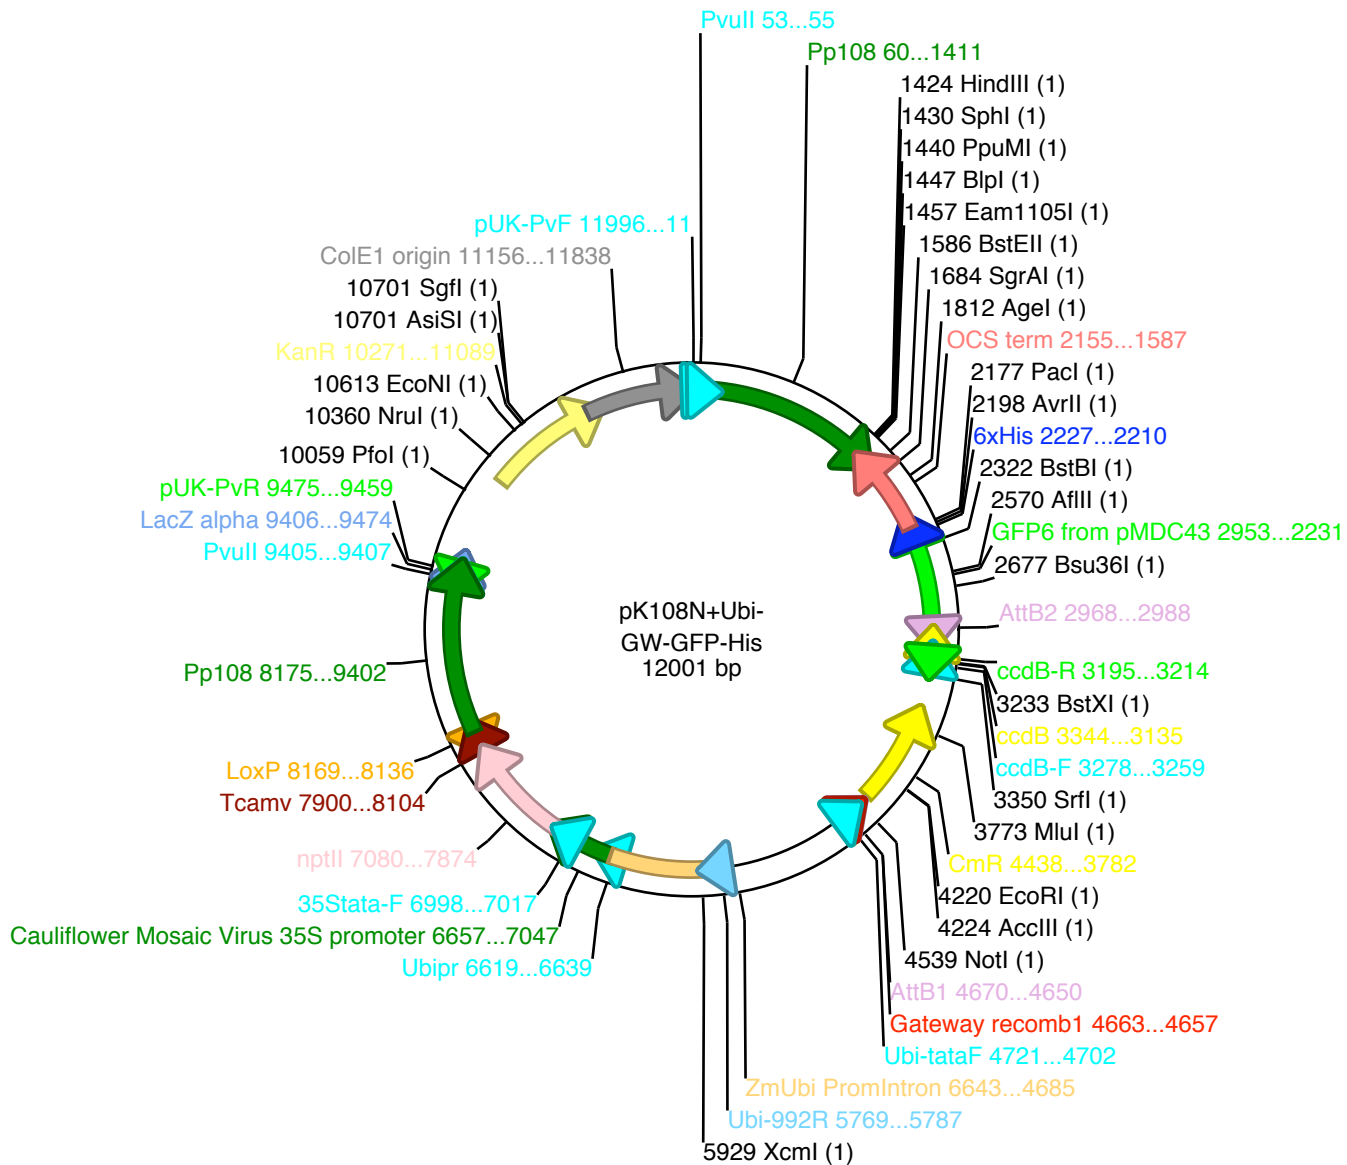 PvuII 53...55
Pp108 60...1411
1424 HindIII (1)
1430 SphI (1)
1440 PpuMI (1)
1447 BlpI (1)
1457 Eam1105I (1)
1586 BstEII (1)
1684 SgrAI (1)
1812 AgeI (1)
OCS term 2155...1587
2177 PacI (1)
2198 AvrII (1)
6xHis 2227...2210
2322 BstBI (1)
2570 AflII (1)
GFP6 from pMDC43 2953...2231
2677 Bsu36I (1)
AttB2 2968...2988
ccdB-R 3195...3214
3233 BstXI (1)
ccdB 3344...3135
ccdB-F 3278...3259
3350 SrfI (1)
3773 MluI (1)
CmR 4438...3782
4220 EcoRI (1)
4224 AccIII (1)
4539 NotI (1)
AttB1 4670...4650
Gateway recomb1 4663...4657
Ubi-tataF 4721...4702
ZmUbi PromIntron 6643...4685
Ubi-992R 5769...5787
5929 XcmI (1)
Ubipr 6619...6639
Cauliflower Mosaic Virus 35S promoter 6657...7047
35Stata-F 6998...7017
nptII 7080...7874
Tcamv 7900...8104
LoxP 8169...8136
Pp108 8175...9402
PvuII 9405...9407
LacZ alpha 9406...9474
pUK-PvR 9475...9459
10059 PfoI (1)
10360 NruI (1)
10613 EcoNI (1)
KanR 10271...11089
10701 AsiSI (1)
10701 SgfI (1)
ColE1 origin 11156...11838
pUK-PvF 11996...11
pK108N+Ubi-
GW-GFP-His
12001 bp